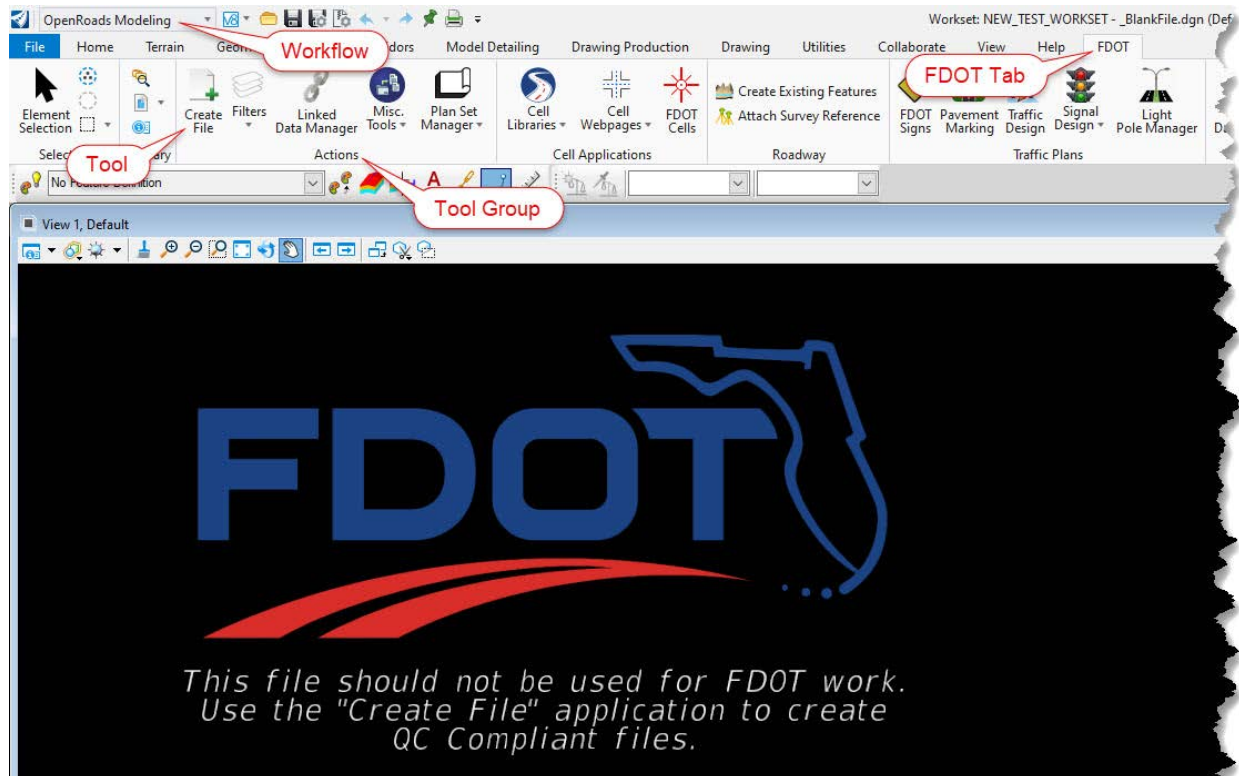 OpenRoads Modeling
Workset: NEW_TEST_WORKSET - _BlankFile.dgn (Def
File Home Terrain Model Detailing Drawing Production Drawing Utilities Collaborate View Help FDOT
Workflow
FDOT Tab
Element Selection
Create File
Filters
Linked Data Manager
Misc. Tools
Plan Set Manager
Cell Libraries
Cell Webpages
FDOT Cells
Create Existing Features
Attach Survey Reference
FDOT Signs
Pavement Marking
Traffic Design
Signal Design
Light Pole Manager
Actions
Cell Applications
Roadway
Traffic Plans
Tool
Tool Group
View 1, Default
FDOT
This file should not be used for FDOT work.
Use the "Create File" application to create
QC Compliant files.